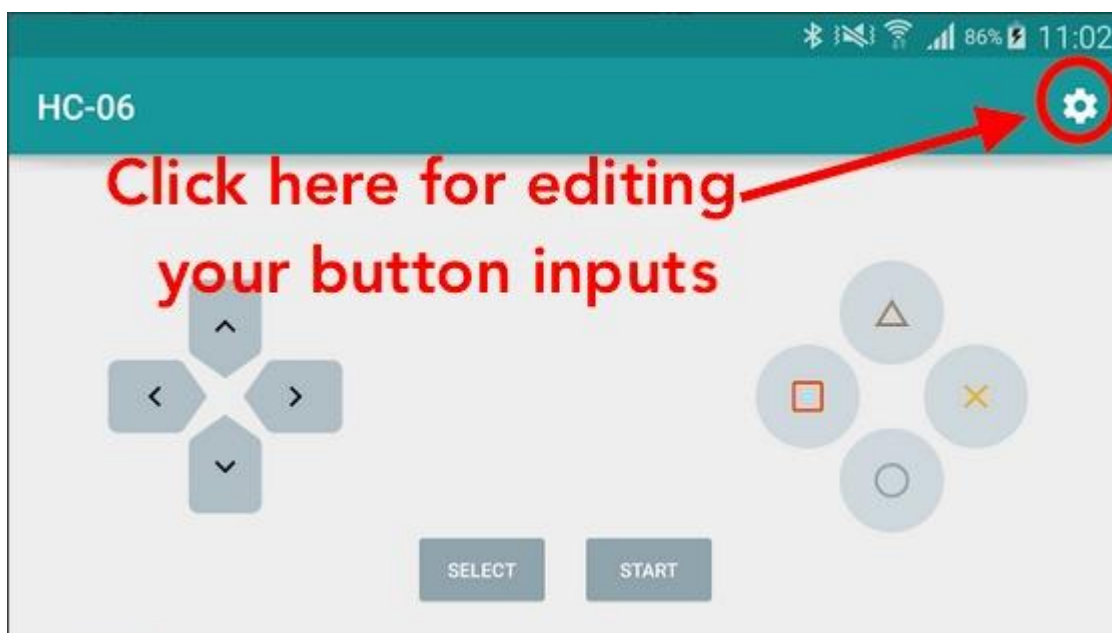 86% 11:02
HC-06
Click here for editing
your button inputs
SELECT
START